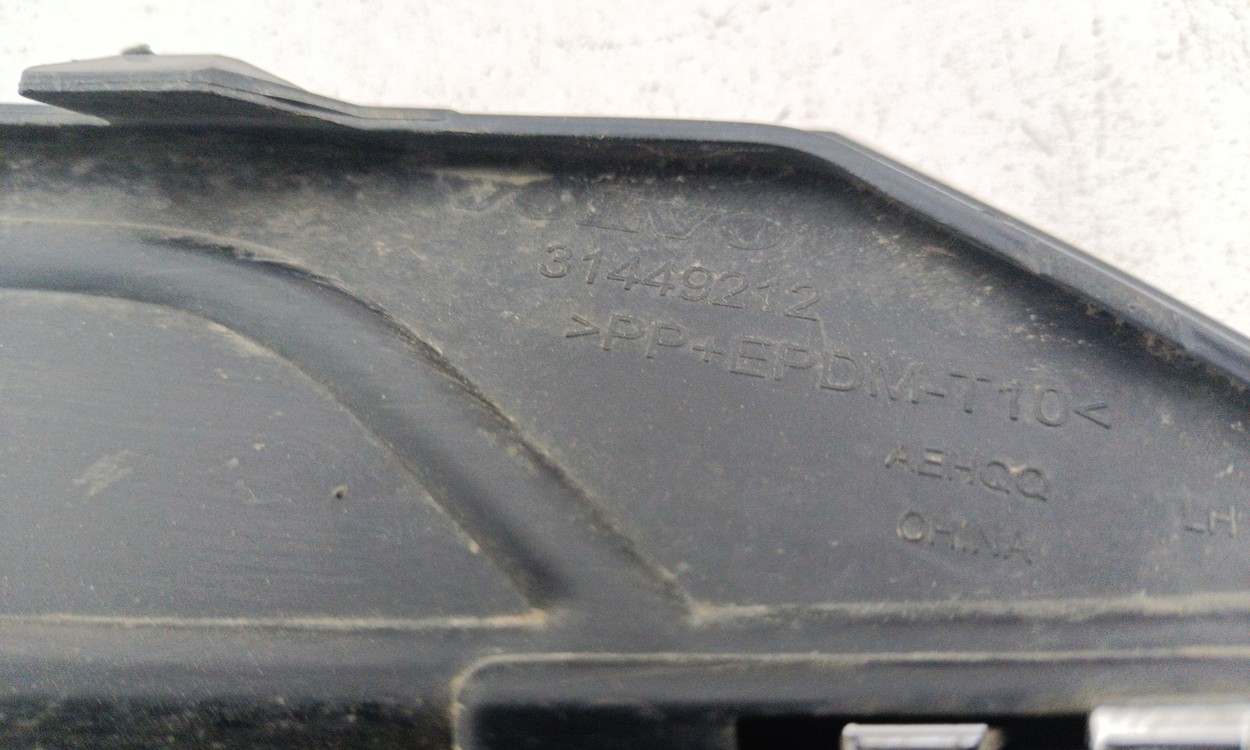 VOLVO
31449212
>PP+EPDM-T10<
AEHQQ
CHINA
LH